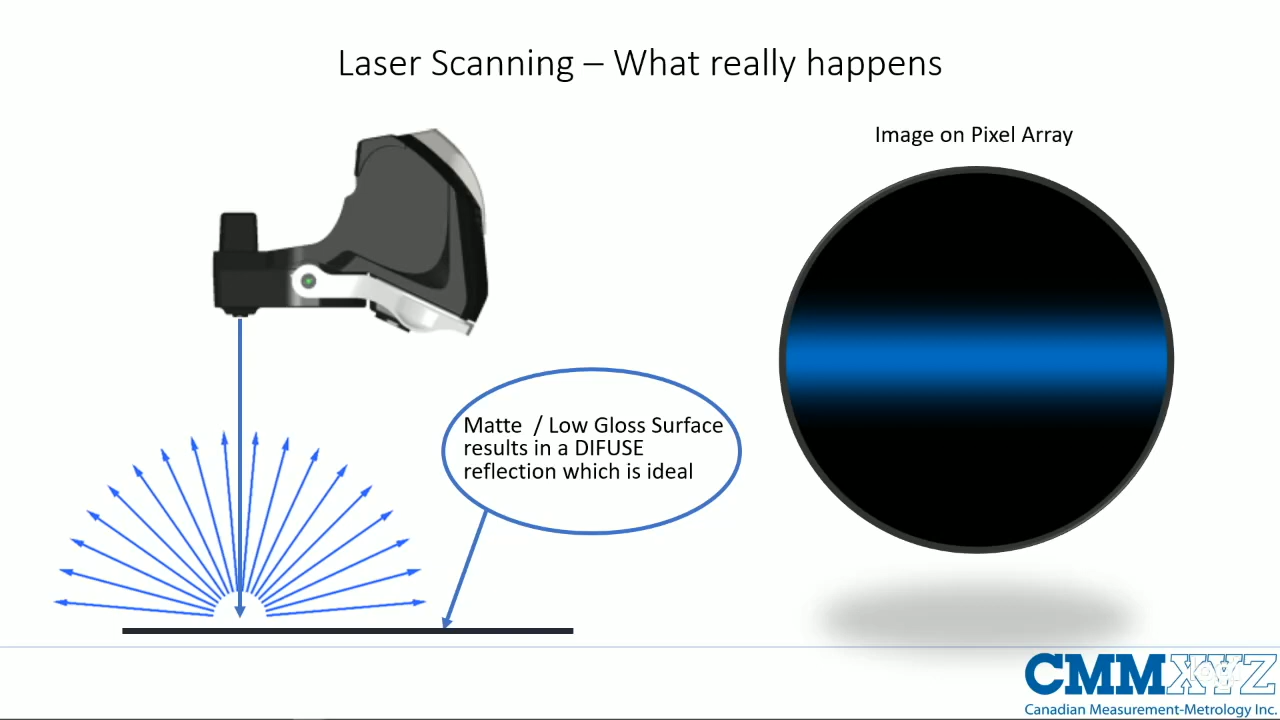 Laser Scanning – What really happens
Image on Pixel Array
Matte / Low Gloss Surface
results in a DIFUSE
reflection which is ideal
CMMXYZ
Canadian Measurement-Metrology Inc.